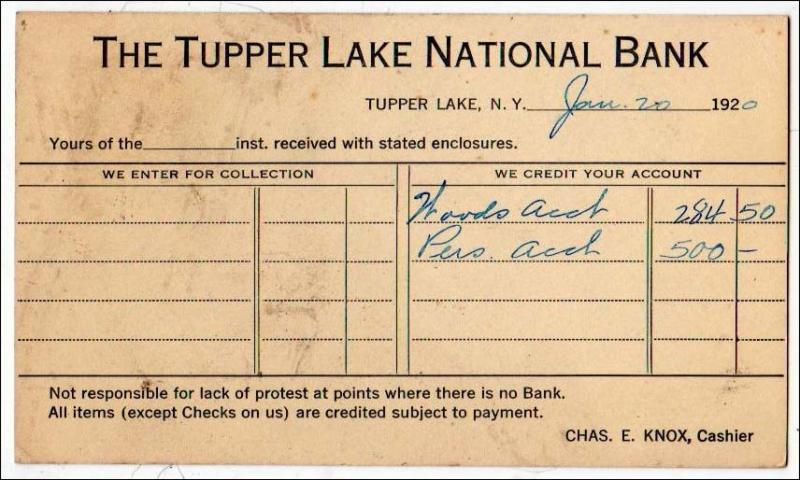 THE TUPPER LAKE NATIONAL BANK
TUPPER LAKE, N. Y. Jan. 20 1920
Yours of the inst. received with stated enclosures.
WE ENTER FOR COLLECTION
WE CREDIT YOUR ACCOUNT
Woods Acct 284 50
Pers. Acct 500 –
Not responsible for lack of protest at points where there is no Bank.
All items (except Checks on us) are credited subject to payment.
CHAS. E. KNOX, Cashier